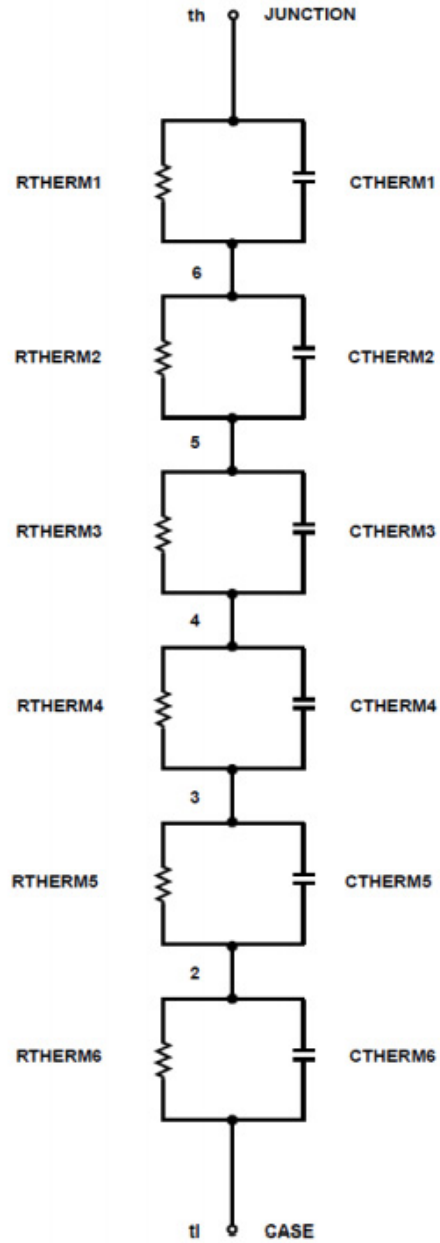 th JUNCTION
RTHERM1 CTHERM1
6
RTHERM2 CTHERM2
5
RTHERM3 CTHERM3
4
RTHERM4 CTHERM4
3
RTHERM5 CTHERM5
2
RTHERM6 CTHERM6
tl CASE